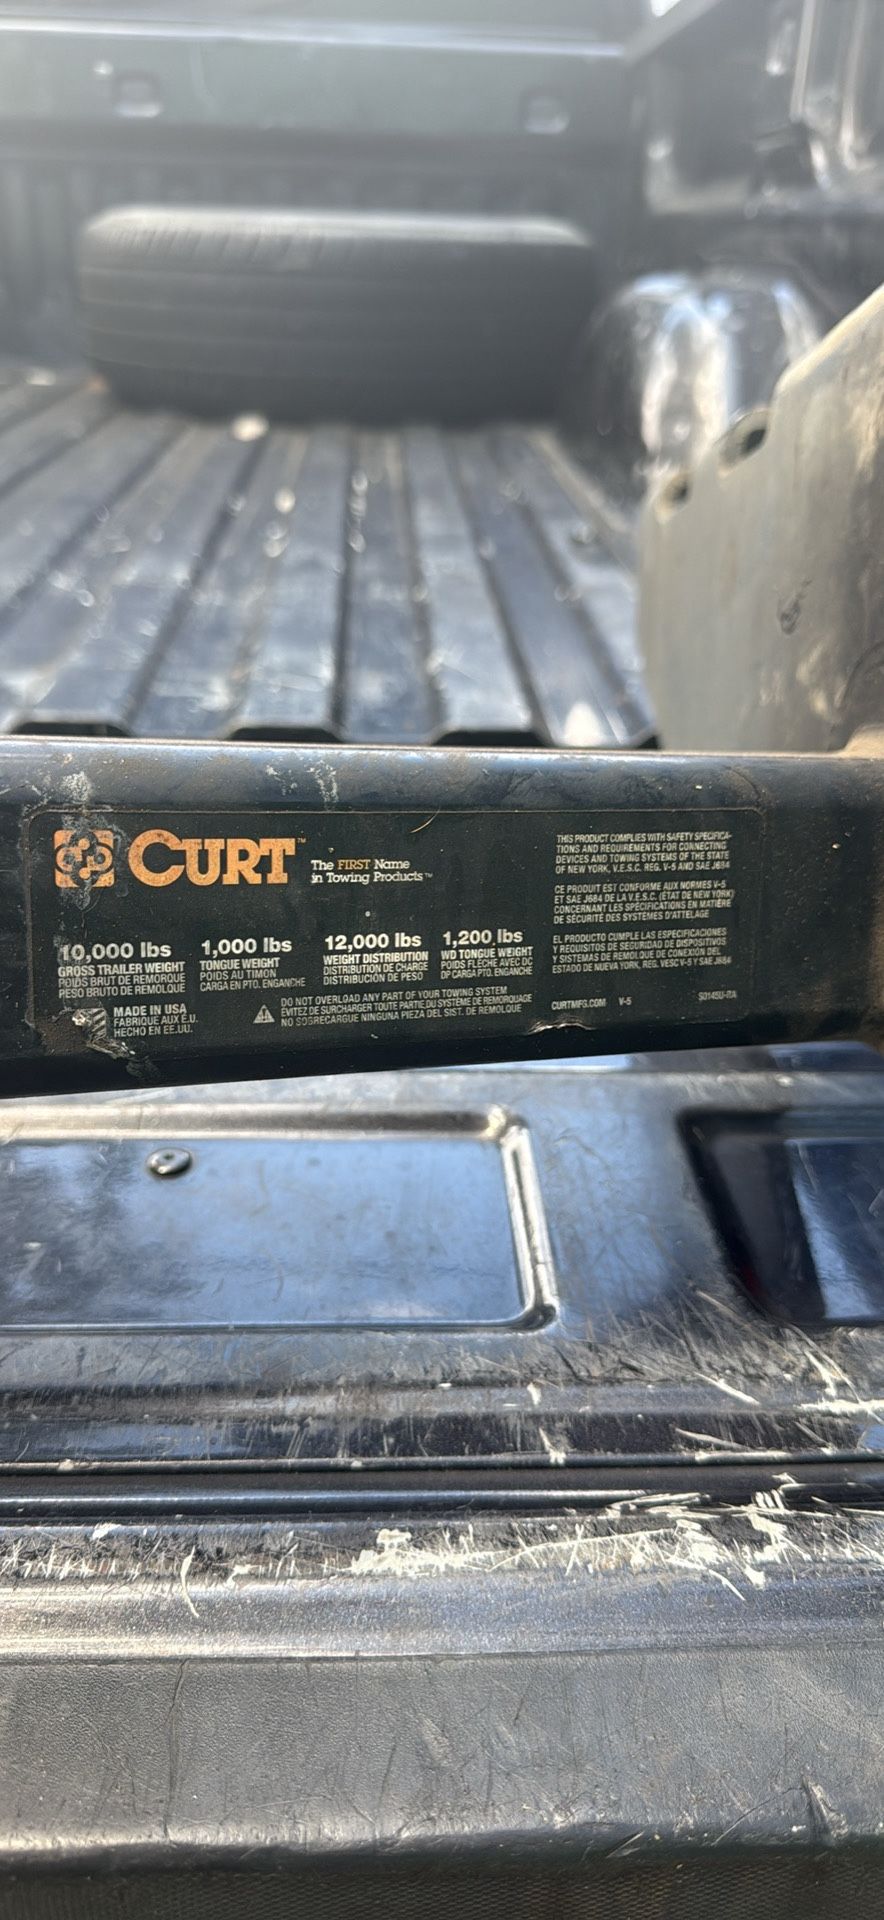 CURT™
The FIRST Name
in Towing Products™
10,000 lbs
GROSS TRAILER WEIGHT
POIDS BRUT DE REMORQUE
PESO BRUTO DE REMOLQUE
1,000 lbs
TONGUE WEIGHT
POIDS AU TIMON
CARGA EN PTO. ENGANCHE
12,000 lbs
WEIGHT DISTRIBUTION
DISTRIBUTION DE CHARGE
DISTRIBUCIÓN DE PESO
1,200 lbs
WD TONGUE WEIGHT
POIDS FLÈCHE AVEC DC
DP CARGA PTO. ENGANCHE
MADE IN USA
FABRIQUE AUX É.U.
HECHO EN EE.UU.
DO NOT OVERLOAD ANY PART OF YOUR TOWING SYSTEM
ÉVITEZ DE SURCHARGER TOUTE PARTIE DU SYSTÈME DE REMORQUAGE
NO SOBRECARGUE NINGUNA PIEZA DEL SIST. DE REMOLQUE
THIS PRODUCT COMPLIES WITH SAFETY SPECIFICA-
TIONS AND REQUIREMENTS FOR CONNECTING
DEVICES AND TOWING SYSTEMS OF THE STATE
OF NEW YORK, V.E.S.C. REG. V-5 AND SAE J684
CE PRODUIT EST CONFORME AUX NORMES V-5
ET SAE J684 DE LA V.E.S.C. (ÉTAT DE NEW YORK)
CONCERNANT LES SPÉCIFICATIONS EN MATIÈRE
DE SÉCURITÉ DES SYSTÈMES D'ATTELAGE
EL PRODUCTO CUMPLE LAS ESPECIFICACIONES
Y REQUISITOS DE SEGURIDAD DE DISPOSITIVOS
Y SISTEMAS DE REMOLQUE DE CONEXIÓN DEL
ESTADO DE NUEVA YORK, REG. VESC V-5 Y SAE J684
CURTMFG.COM V-5 S0145U-RA